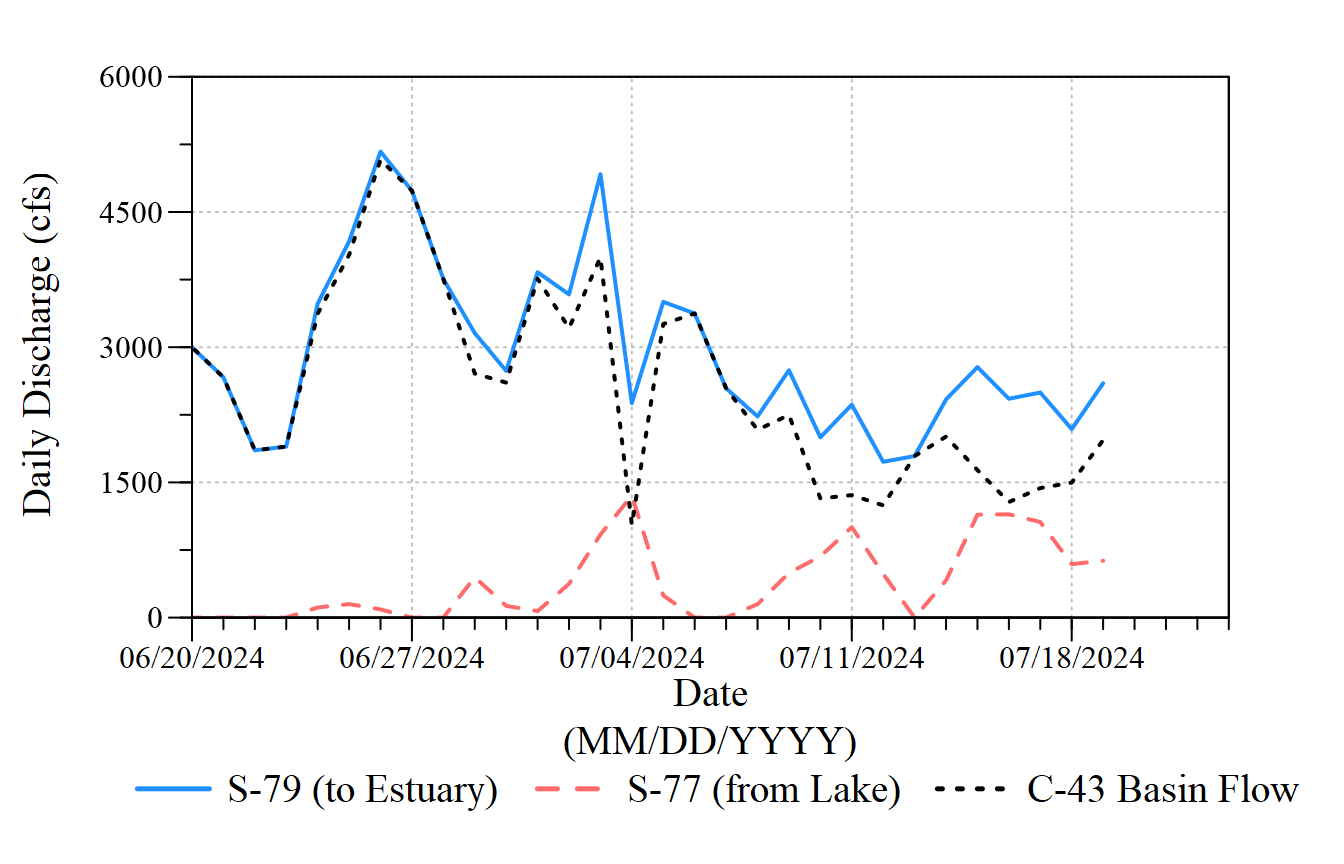 6000
4500
3000
1500
0
Daily Discharge (cfs)
06/20/2024 06/27/2024 07/04/2024 07/11/2024 07/18/2024
Date
(MM/DD/YYYY)
S-79 (to Estuary) S-77 (from Lake) C-43 Basin Flow